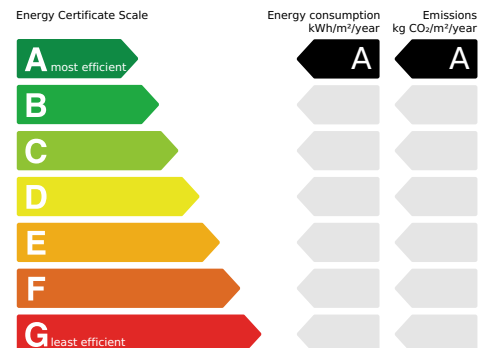 Energy Certificate Scale
Energy consumption
kWh/m²/year
Emissions
kg CO₂/m²/year
A most efficient
A
A
B
C
D
E
F
G least efficient